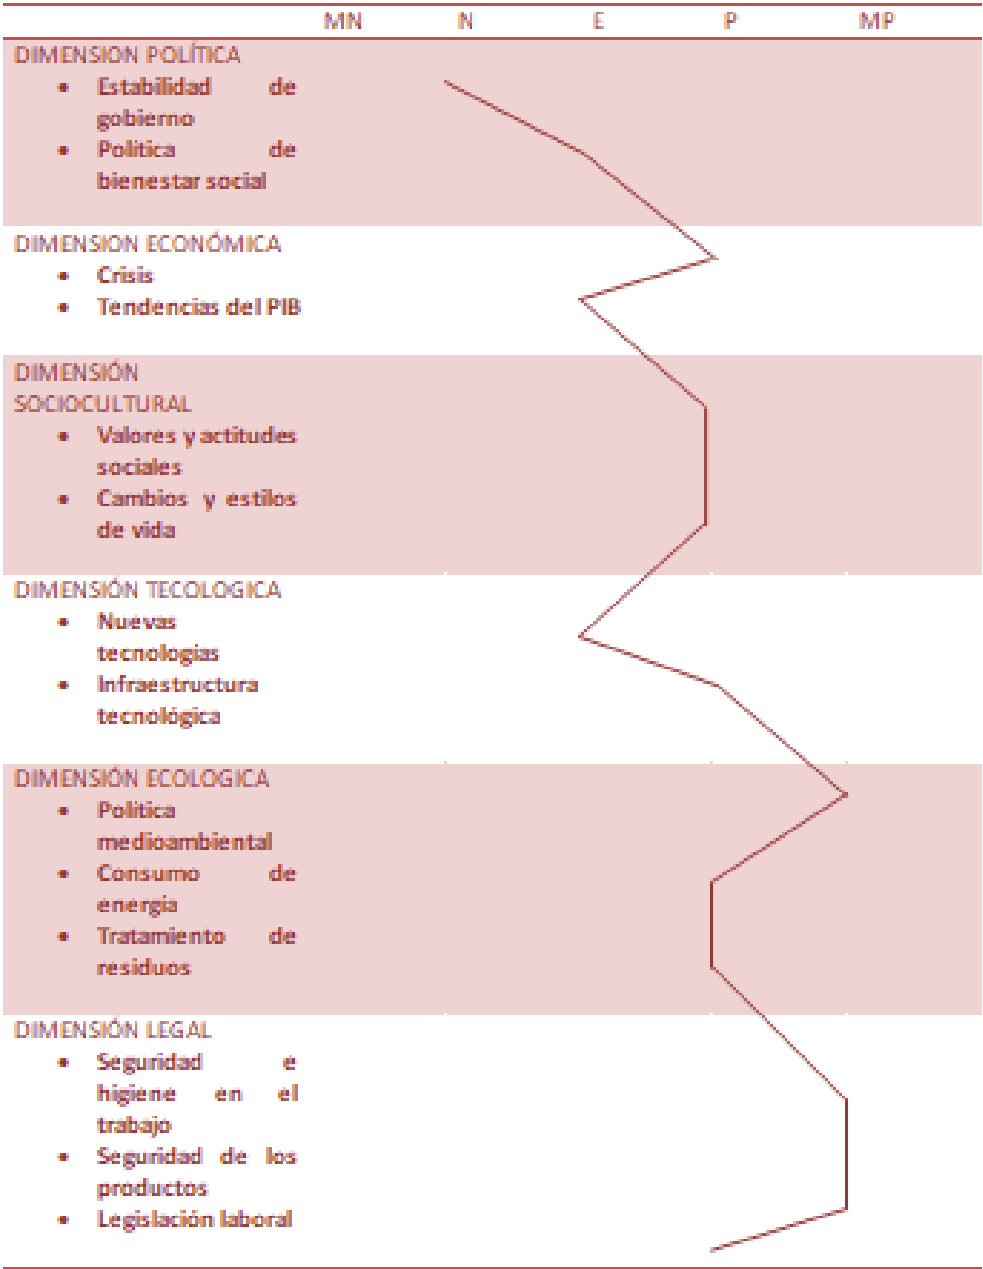 MN N E P MP
DIMENSION POLÍTICA
• Estabilidad de
gobierno
• Política de
bienestar social
DIMENSION ECONÓMICA
• Crisis
• Tendencias del PIB
DIMENSIÓN
SOCIOCULTURAL
• Valores y actitudes
sociales
• Cambios y estilos
de vida
DIMENSIÓN TECOLOGICA
• Nuevas
tecnologías
• Infraestructura
tecnológica
DIMENSIÓN ECOLOGICA
• Política
medioambiental
• Consumo de
energía
• Tratamiento de
residuos
DIMENSIÓN LEGAL
• Seguridad e
higiene en el
trabajo
• Seguridad de los
productos
• Legislación laboral